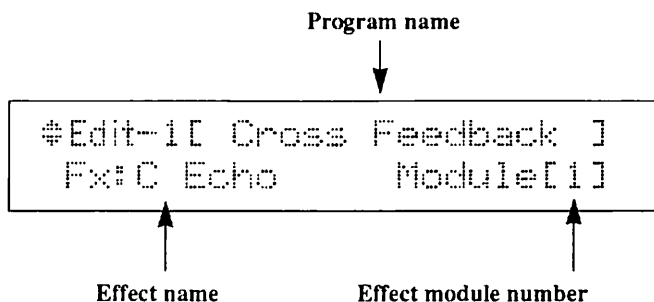 Program name
≑Edit-1[ Cross Feedback ]
Fx:C Echo Module[1]
Effect name Effect module number